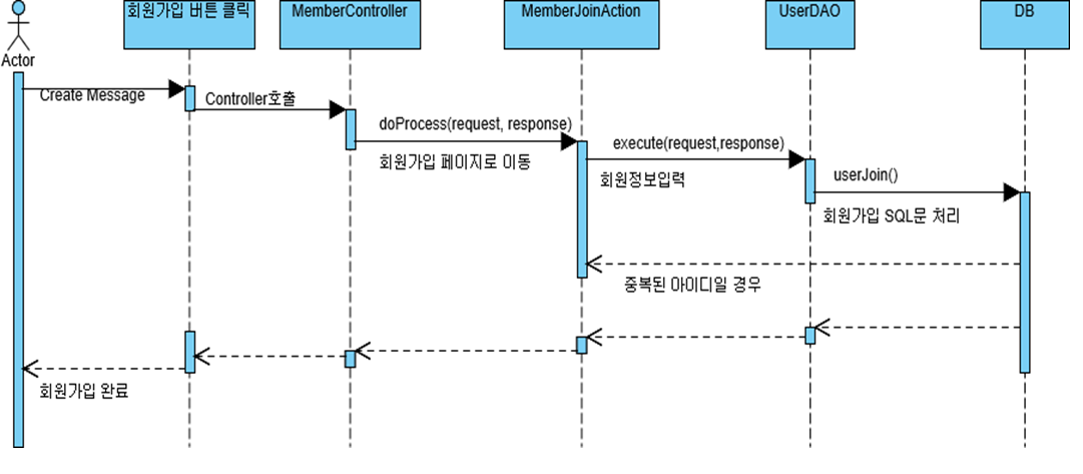 회원가입 버튼 클릭
MemberController
MemberJoinAction
UserDAO
DB
Actor
Create Message
Controller호출
doProcess(request, response)
회원가입 페이지로 이동
execute(request,response)
회원정보입력
userJoin()
회원가입 SQL문 처리
중복된 아이디일 경우
회원가입 완료